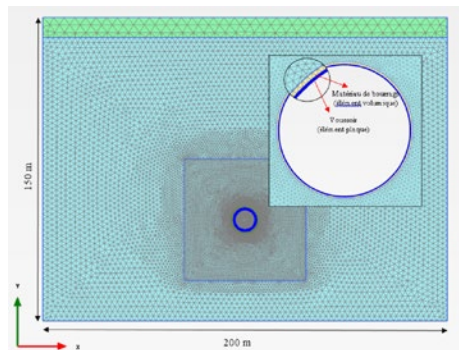 Matériau de bourrage
(élément volumique)
Voussoir
(élément plaque)
150 m
Y
X
200 m